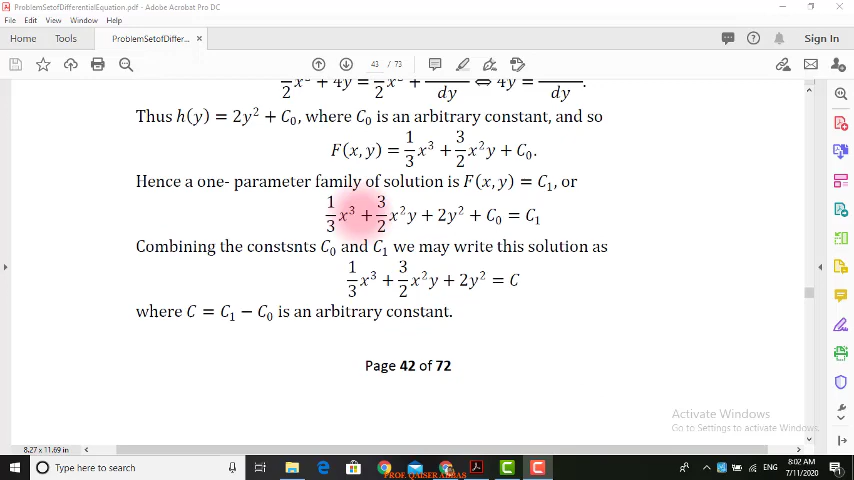 ProblemSetofDifferentialEquation.pdf - Adobe Acrobat Pro DC
File Edit View Window Help
Home Tools ProblemSetofDiffer... × Sign In
43 / 73
dy dy
Thus h(y) = 2y² + C₀, where C₀ is an arbitrary constant, and so
F(x, y) = 1/3 x³ + 3/2 x²y + C₀.
Hence a one- parameter family of solution is F(x, y) = C₁, or
1/3 x³ + 3/2 x²y + 2y² + C₀ = C₁
Combining the constsnts C₀ and C₁ we may write this solution as
1/3 x³ + 3/2 x²y + 2y² = C
where C = C₁ − C₀ is an arbitrary constant.
Page 42 of 72
Activate Windows
Go to Settings to activate Windows.
8.27 x 11.69 in
Type here to search
PROF. QAISER ABBAS
ENG
8:02 AM
7/11/2020